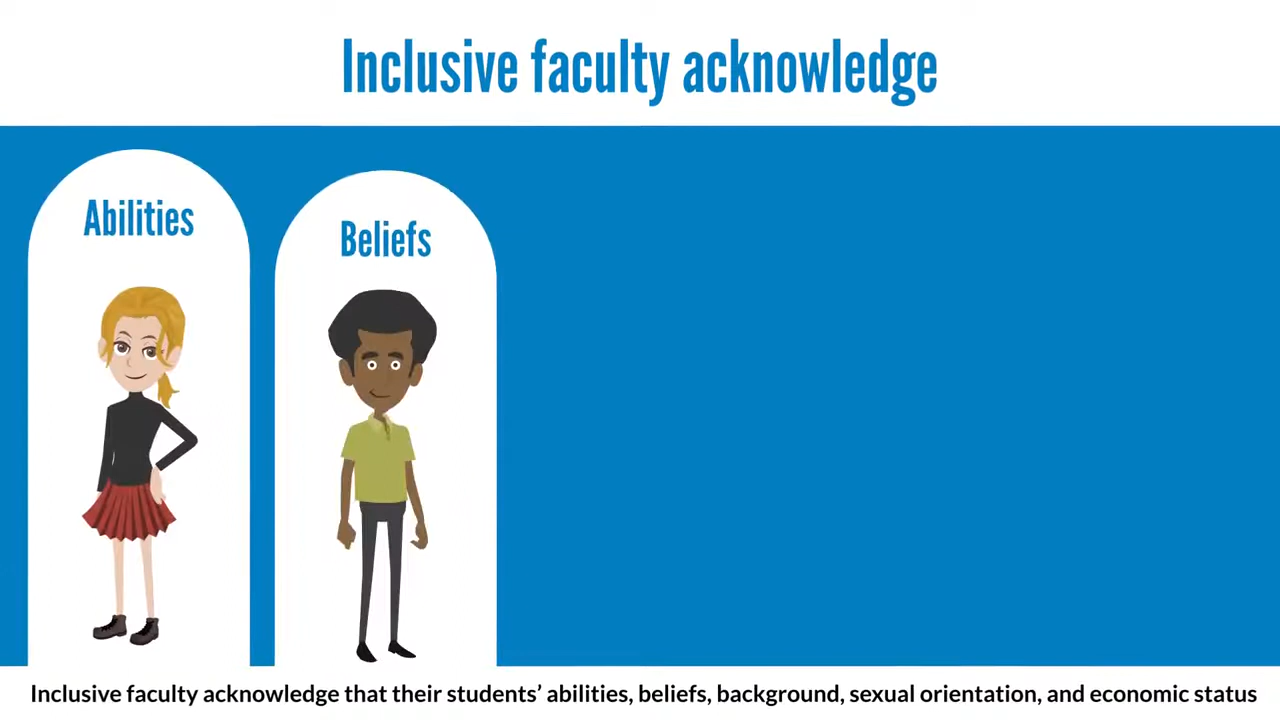 Inclusive faculty acknowledge
Abilities
Beliefs
Inclusive faculty acknowledge that their students’ abilities, beliefs, background, sexual orientation, and economic status